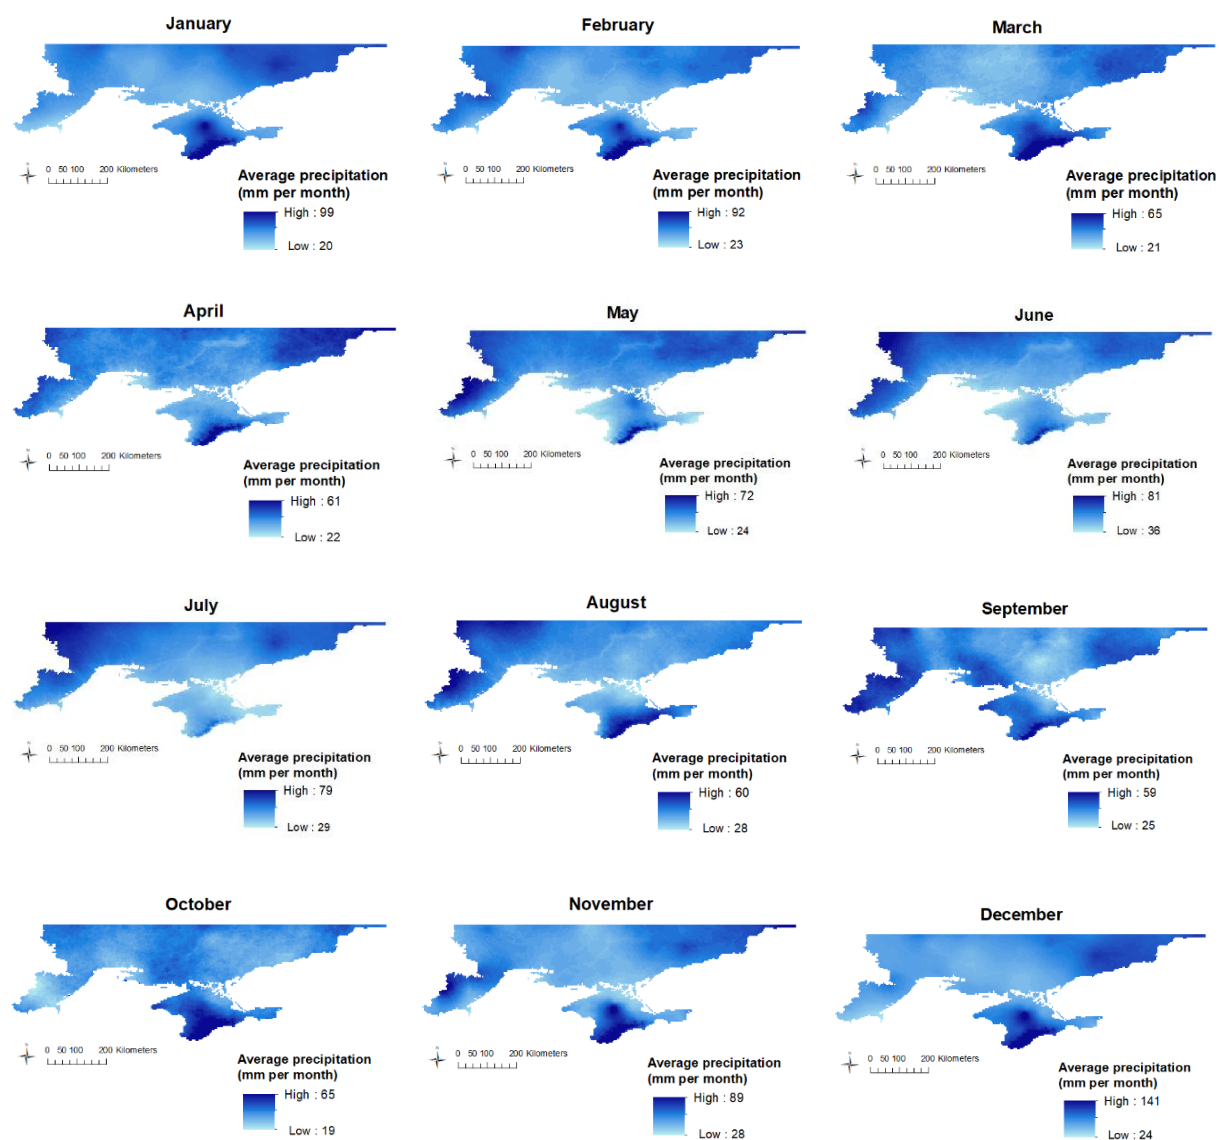 January
N
0 50 100 200 Kilometers
Average precipitation
(mm per month)
High : 99
Low : 20
February
N
0 50 100 200 Kilometers
Average precipitation
(mm per month)
High : 92
Low : 23
March
N
0 50 100 200 Kilometers
Average precipitation
(mm per month)
High : 65
Low : 21
April
N
0 50 100 200 Kilometers
Average precipitation
(mm per month)
High : 61
Low : 22
May
N
0 50 100 200 Kilometers
Average precipitation
(mm per month)
High : 72
Low : 24
June
N
0 50 100 200 Kilometers
Average precipitation
(mm per month)
High : 81
Low : 36
July
N
0 50 100 200 Kilometers
Average precipitation
(mm per month)
High : 79
Low : 29
August
N
0 50 100 200 Kilometers
Average precipitation
(mm per month)
High : 60
Low : 28
September
N
0 50 100 200 Kilometers
Average precipitation
(mm per month)
High : 59
Low : 25
October
N
0 50 100 200 Kilometers
Average precipitation
(mm per month)
High : 65
Low : 19
November
N
0 50 100 200 Kilometers
Average precipitation
(mm per month)
High : 89
Low : 28
December
N
0 50 100 200 Kilometers
Average precipitation
(mm per month)
High : 141
Low : 24